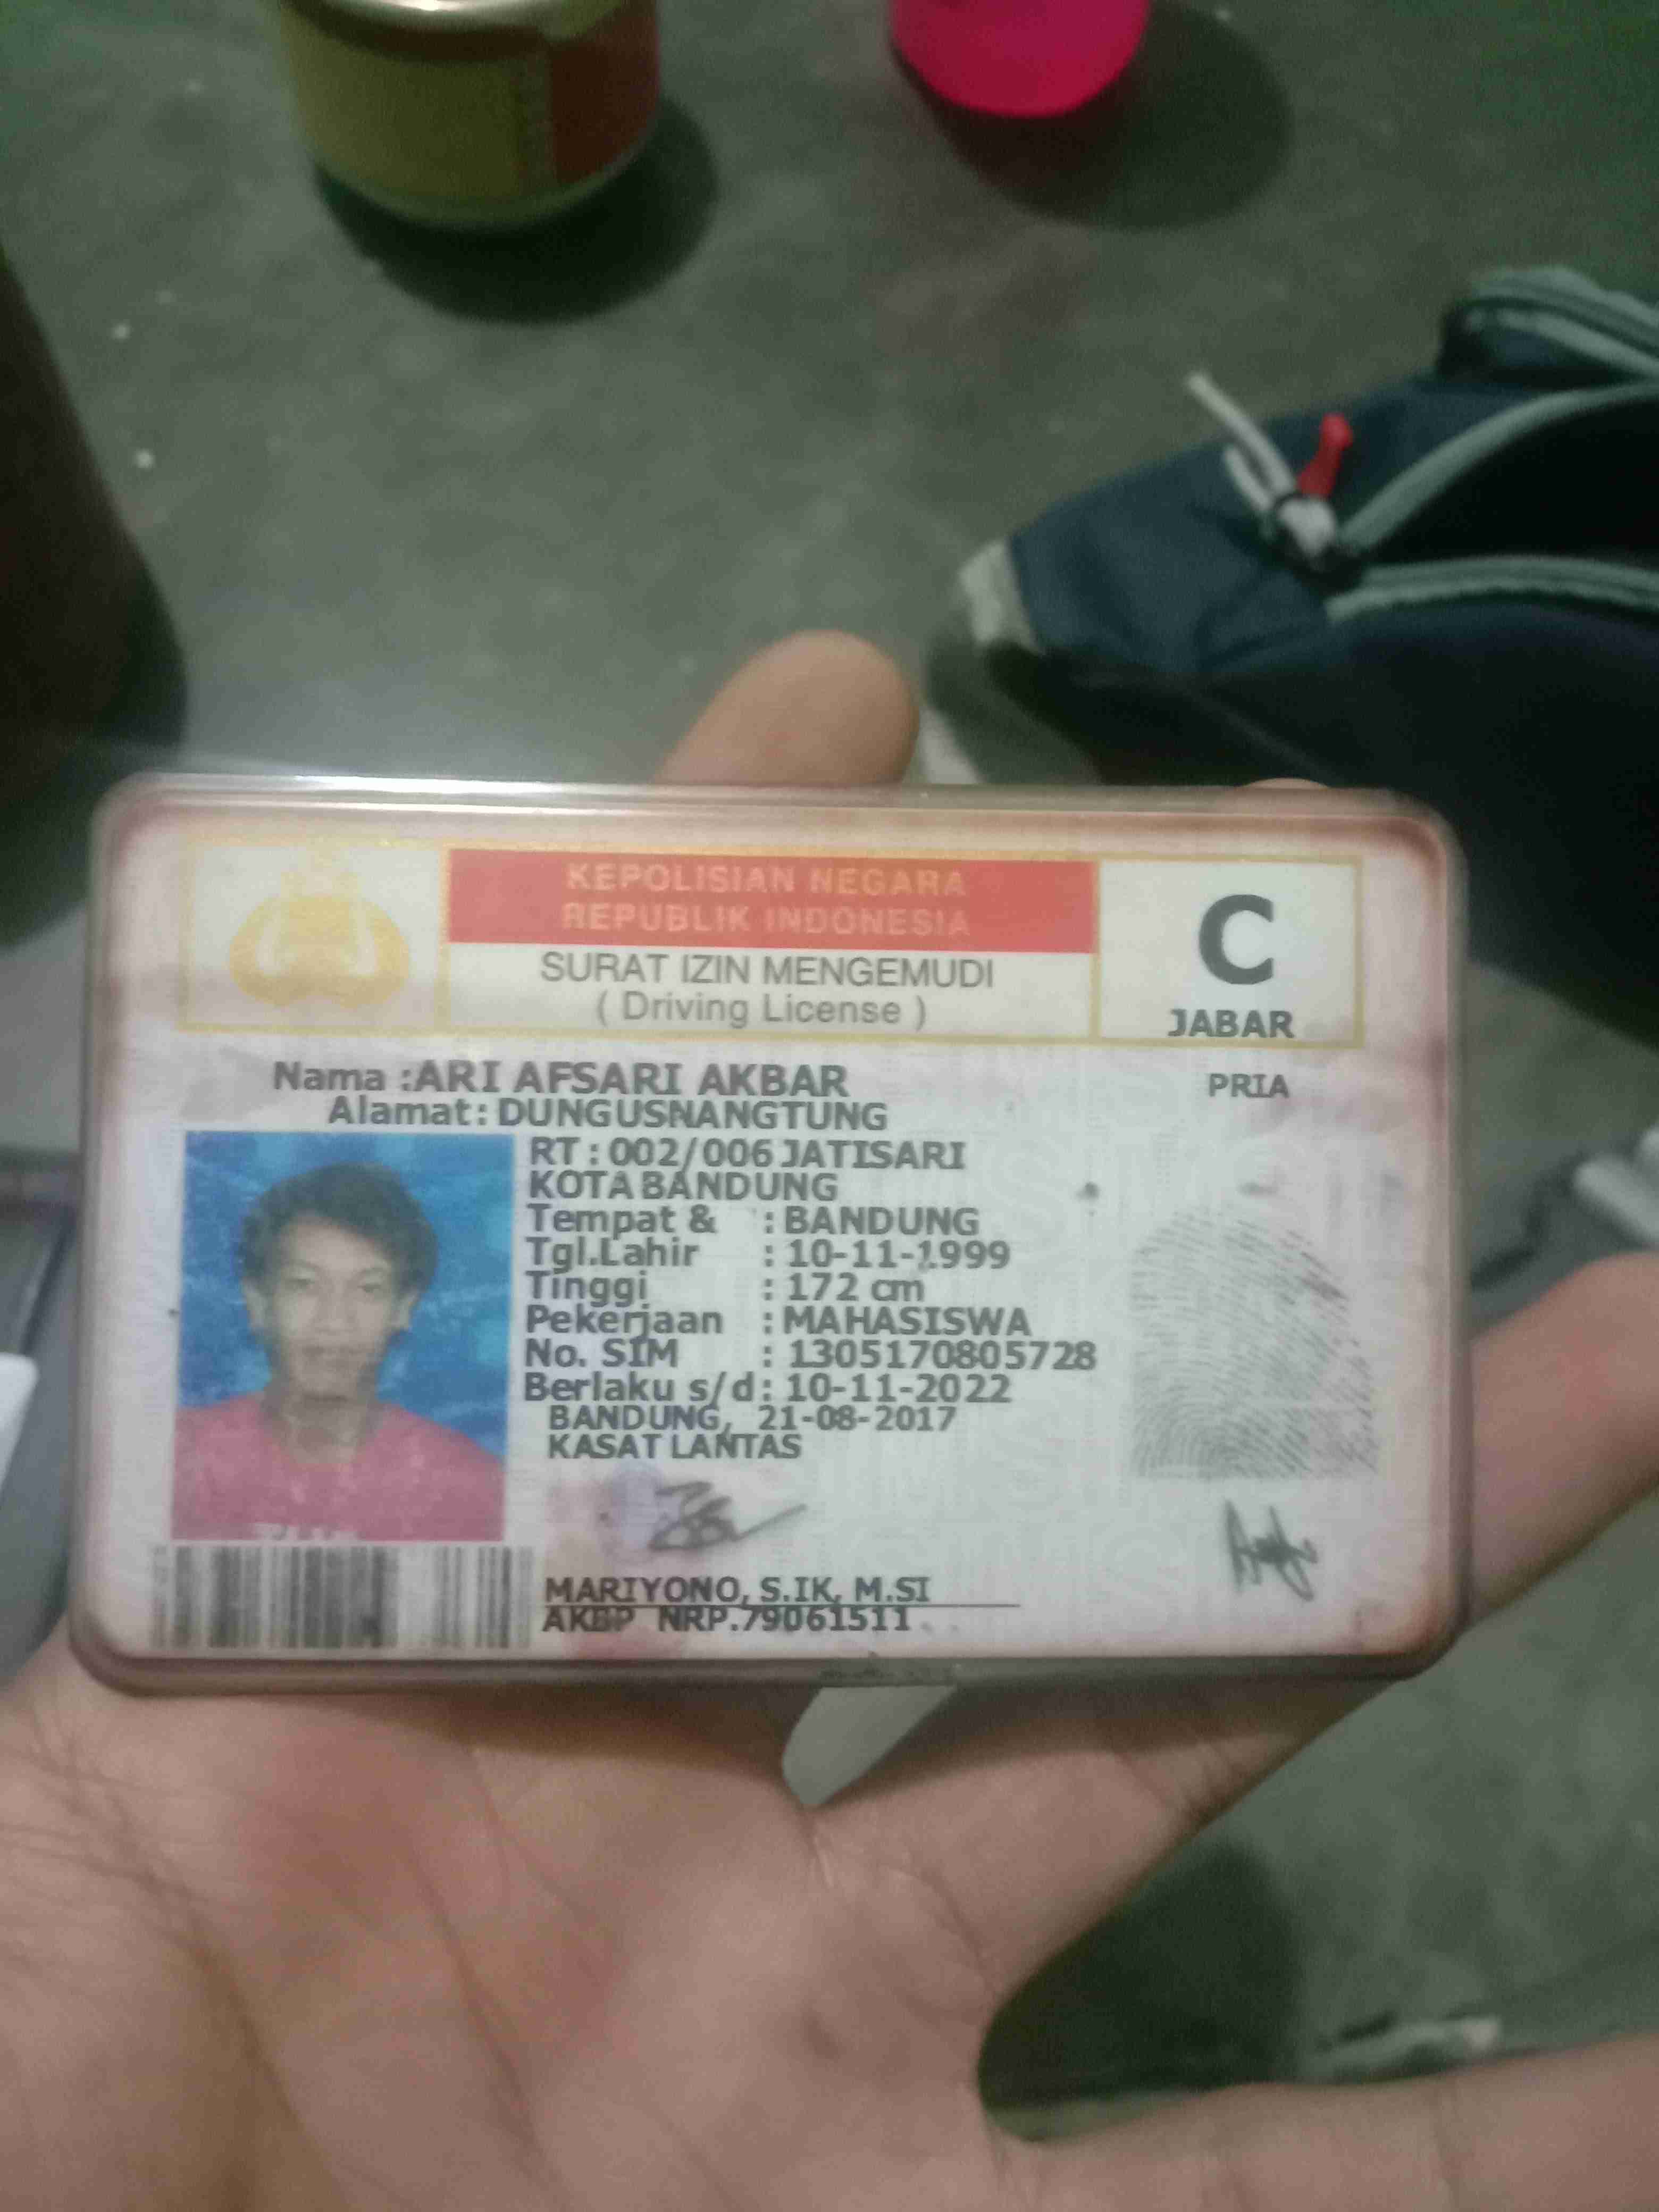 KEPOLISIAN NEGARA
REPUBLIK INDONESIA
SURAT IZIN MENGEMUDI
( Driving License )
C
JABAR
Nama :ARI AFSARI AKBAR
PRIA
Alamat: DUNGUSNANGTUNG
RT : 002/006 JATISARI
KOTA BANDUNG
Tempat & : BANDUNG
Tgl.Lahir : 10-11-1999
Tinggi : 172 cm
Pekerjaan : MAHASISWA
No. SIM : 1305170805728
Berlaku s/d : 10-11-2022
BANDUNG, 21-08-2017
KASAT LANTAS
MARIYONO, S.IK, M.SI
AKBP NRP.79061511